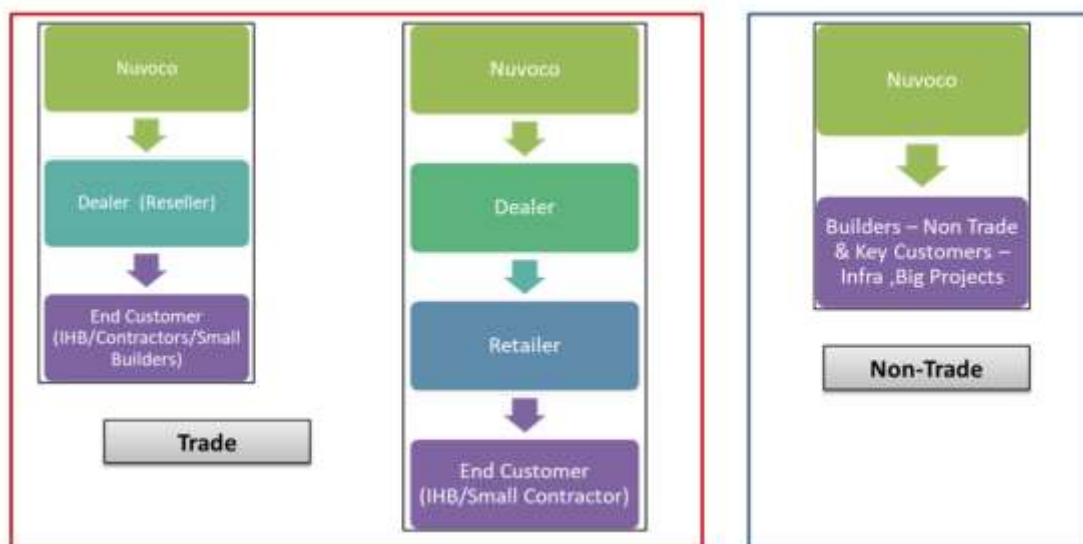 Nuvoco
Dealer (Reseller)
End Customer
(IHB/Contractors/Small
Builders)
Trade
Nuvoco
Dealer
Retailer
End Customer
(IHB/Small Contractor)
Nuvoco
Builders – Non Trade
& Key Customers –
Infra ,Big Projects
Non-Trade